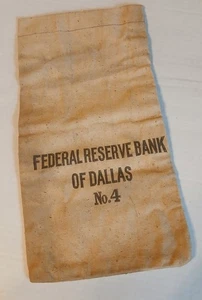 FEDERAL RESERVE BANK
OF DALLAS
No.4